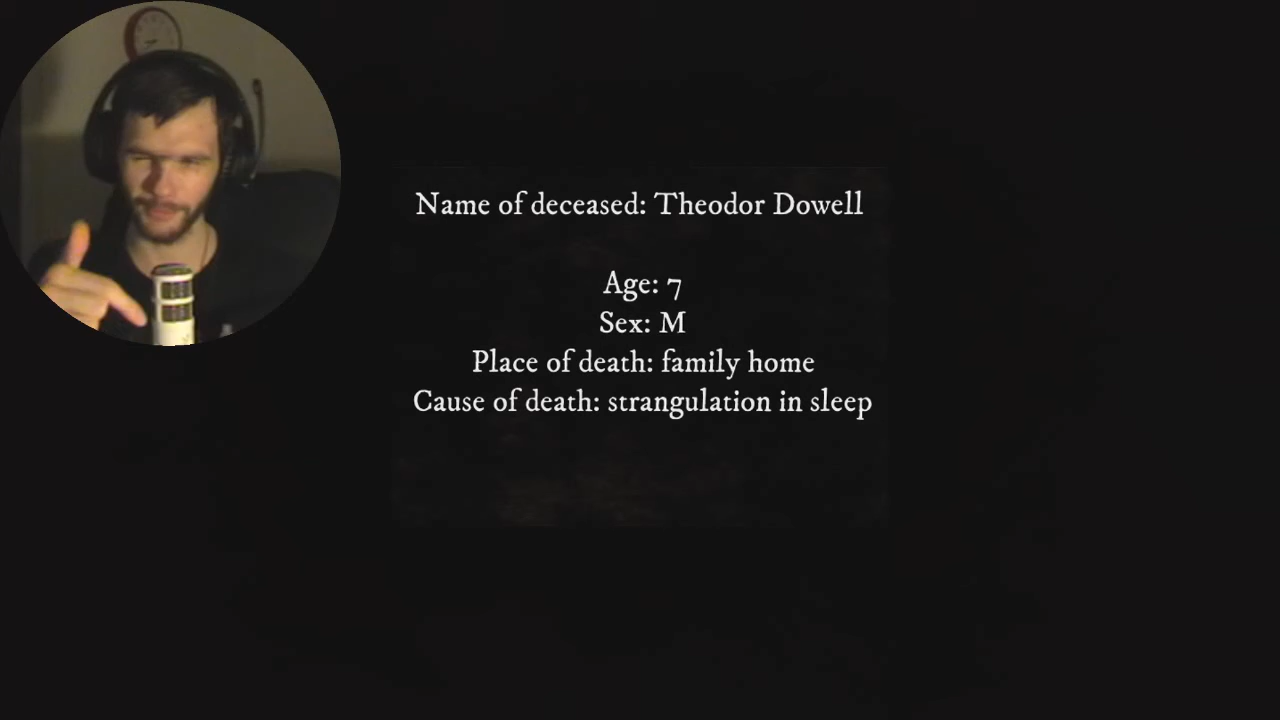 Name of deceased: Theodor Dowell
Age: 7
Sex: M
Place of death: family home
Cause of death: strangulation in sleep